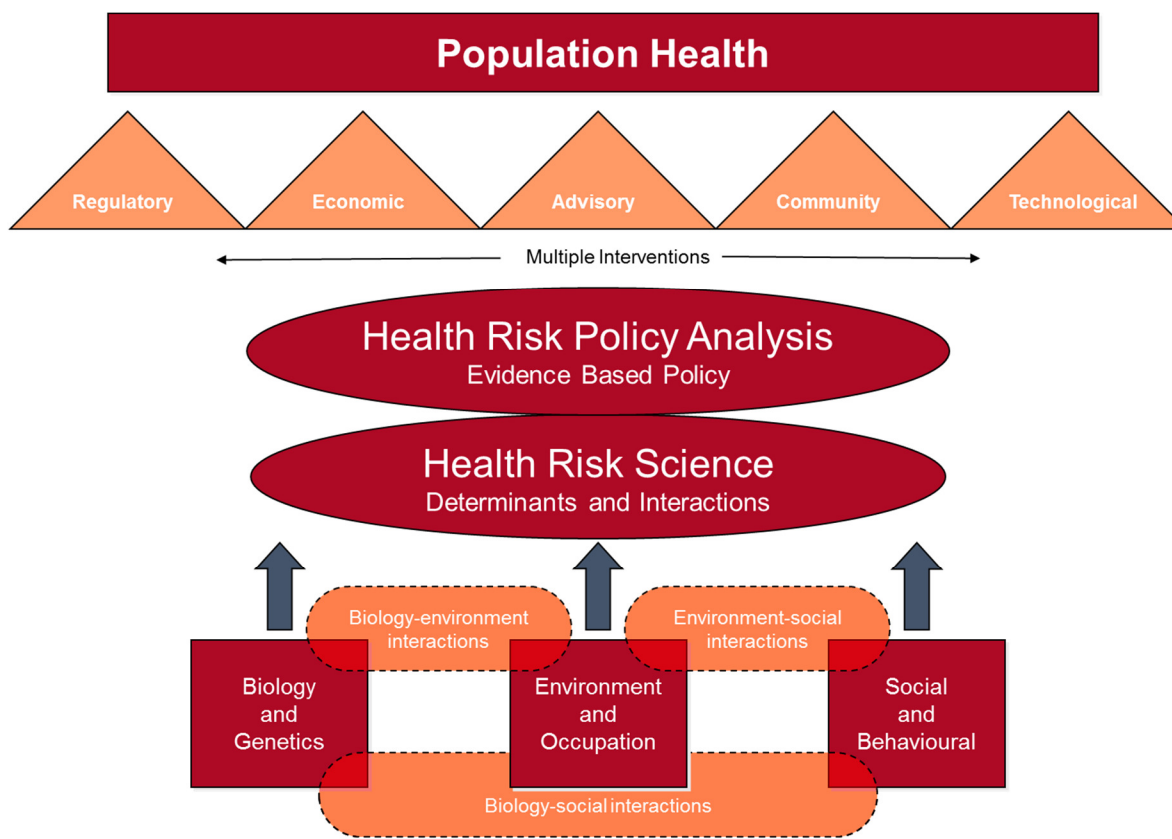 Population Health
Regulatory
Economic
Advisory
Community
Technological
Multiple Interventions
Health Risk Policy Analysis
Evidence Based Policy
Health Risk Science
Determinants and Interactions
Biology-environment
interactions
Environment-social
interactions
Biology
and
Genetics
Environment
and
Occupation
Social
and
Behavioural
Biology-social interactions